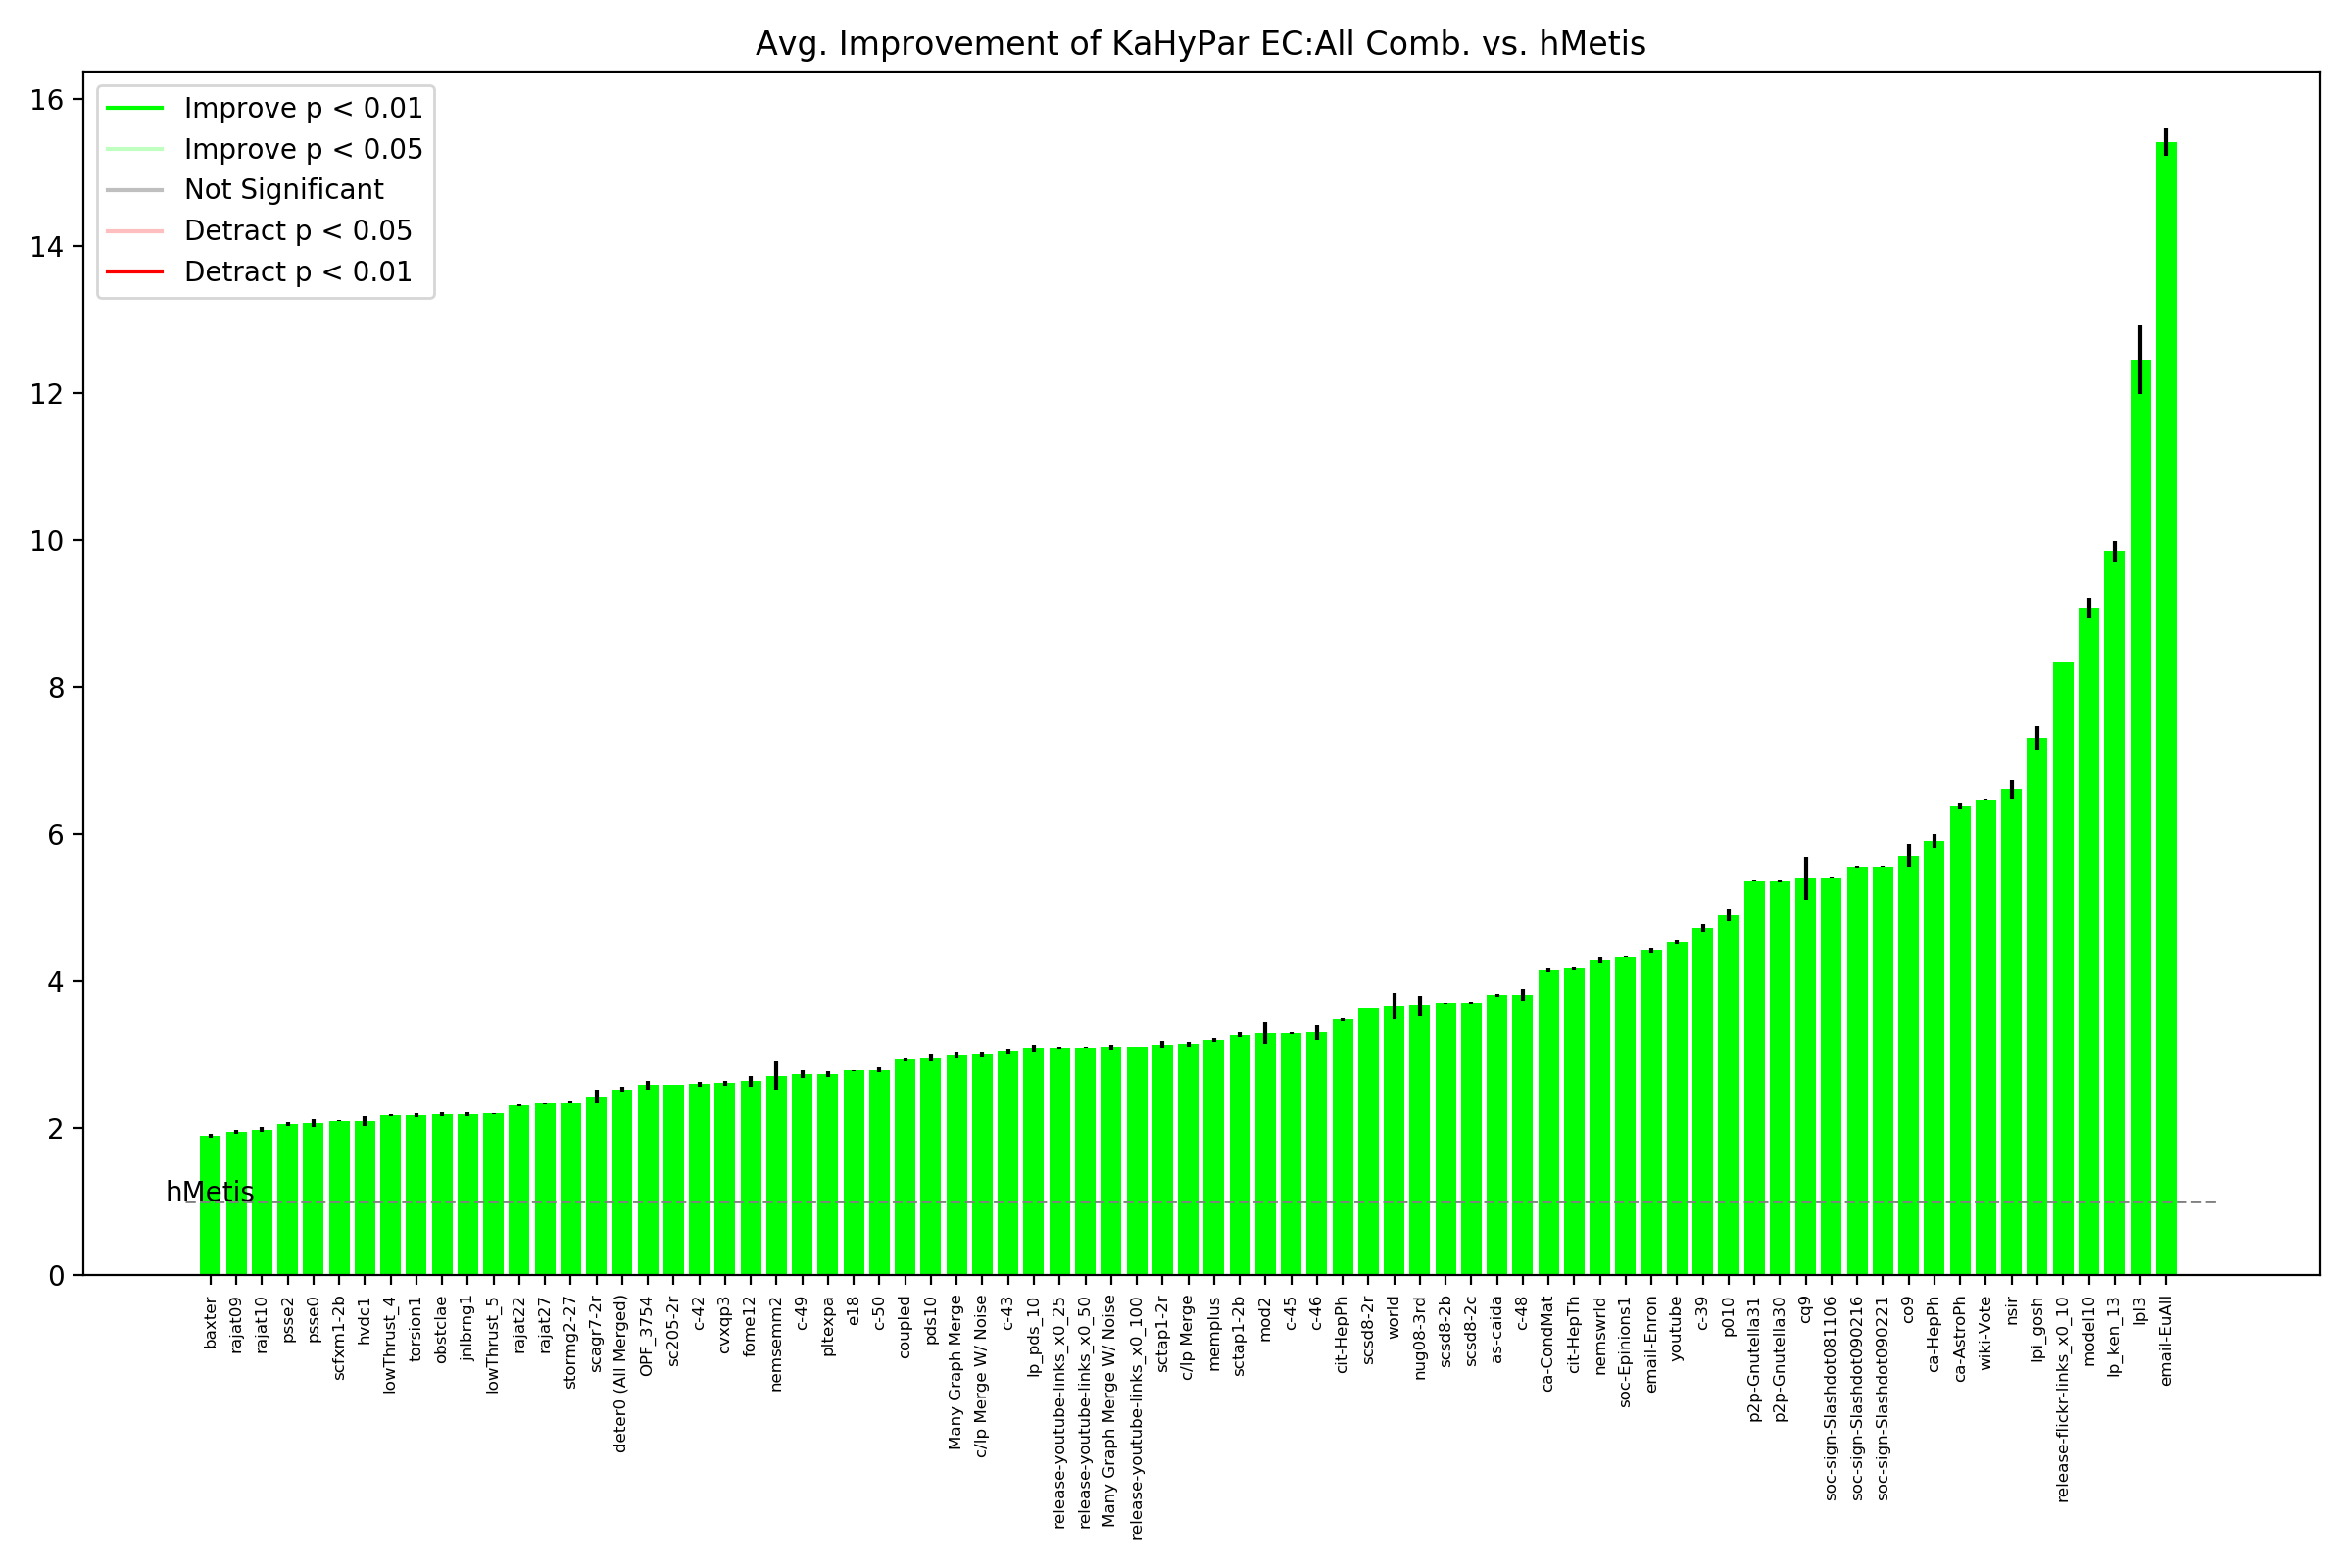 Avg. Improvement of KaHyPar EC:All Comb. vs. hMetis
16
14
12
10
8
6
4
2
0
Improve p < 0.01
Improve p < 0.05
Not Significant
Detract p < 0.05
Detract p < 0.01
hMetis
baxter
rajat09
rajat10
psse2
psse0
scfxm1-2b
hvdc1
lowThrust_4
torsion1
obstclae
jnlbrng1
lowThrust_5
rajat22
rajat27
stormg2-27
scagr7-2r
deter0 (All Merged)
OPF_3754
sc205-2r
c-42
cvxqp3
fome12
nemsemm2
c-49
pltexpa
e18
c-50
coupled
pds10
Many Graph Merge
c/lp Merge W/ Noise
c-43
lp_pds_10
release-youtube-links_x0_25
release-youtube-links_x0_50
Many Graph Merge W/ Noise
release-youtube-links_x0_100
sctap1-2r
c/lp Merge
memplus
sctap1-2b
mod2
c-45
c-46
cit-HepPh
scsd8-2r
world
nug08-3rd
scsd8-2b
scsd8-2c
as-caida
c-48
ca-CondMat
cit-HepTh
nemswrld
soc-Epinions1
email-Enron
youtube
c-39
p010
p2p-Gnutella31
p2p-Gnutella30
cq9
soc-sign-Slashdot081106
soc-sign-Slashdot090216
soc-sign-Slashdot090221
co9
ca-HepPh
ca-AstroPh
wiki-Vote
nsir
lpi_gosh
release-flickr-links_x0_10
model10
lp_ken_13
lpl3
email-EuAll